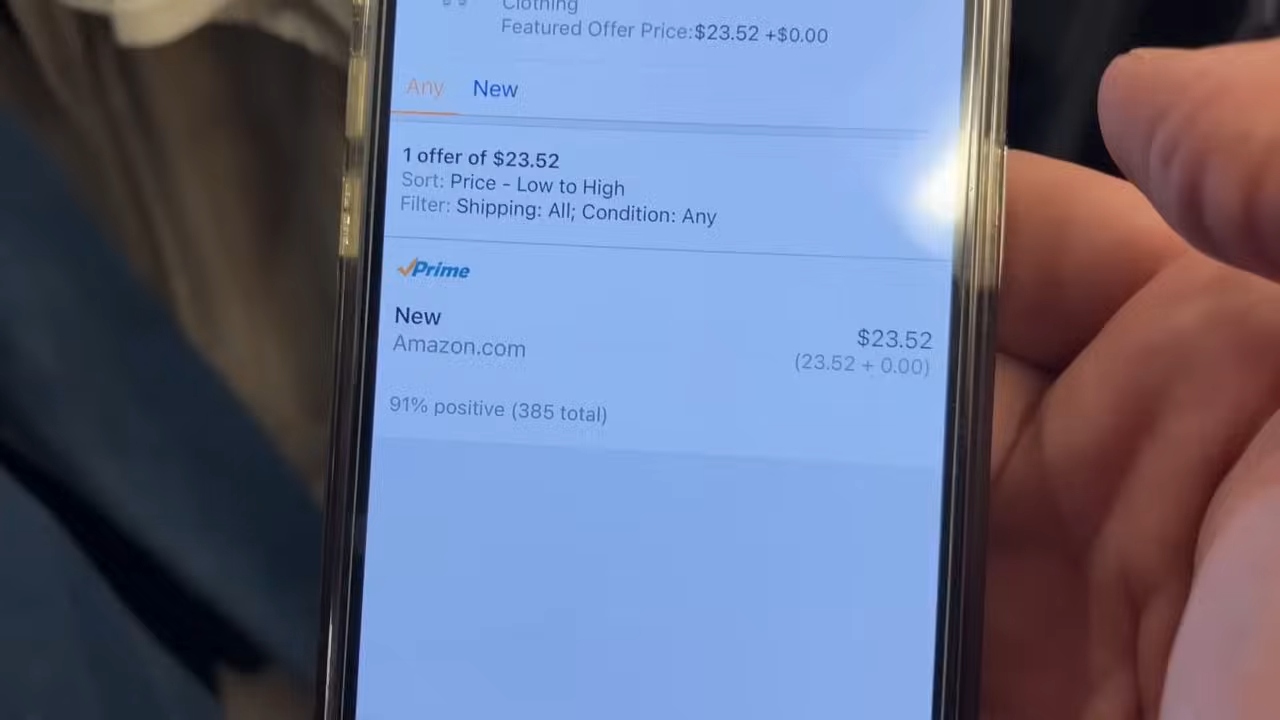 Clothing
Featured Offer Price:$23.52 +$0.00
Any New
1 offer of $23.52
Sort: Price - Low to High
Filter: Shipping: All; Condition: Any
Prime
New
$23.52
Amazon.com
(23.52 + 0.00)
91% positive (385 total)